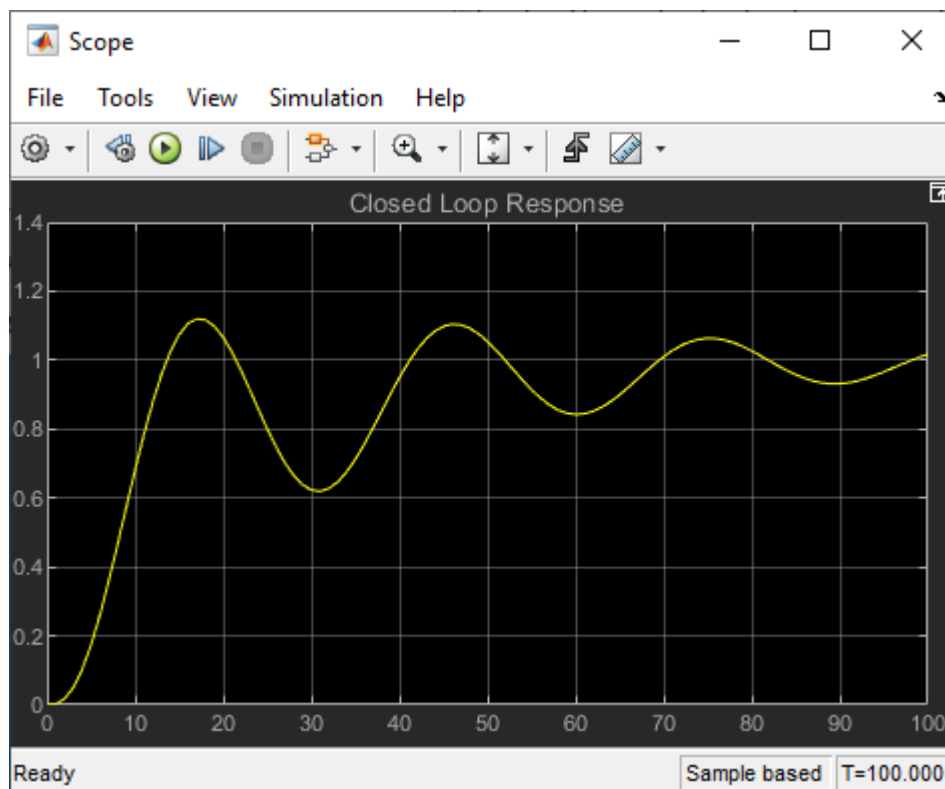 Scope
File Tools View Simulation Help
Closed Loop Response
1.4
1.2
1
0.8
0.6
0.4
0.2
0
0 10 20 30 40 50 60 70 80 90 100
Ready Sample based T=100.000